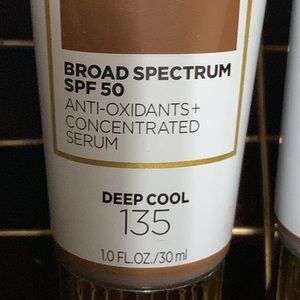 BROAD SPECTRUM
SPF 50
ANTI-OXIDANTS+
CONCENTRATED
SERUM
DEEP COOL
135
1.0 FL.OZ./30 ml